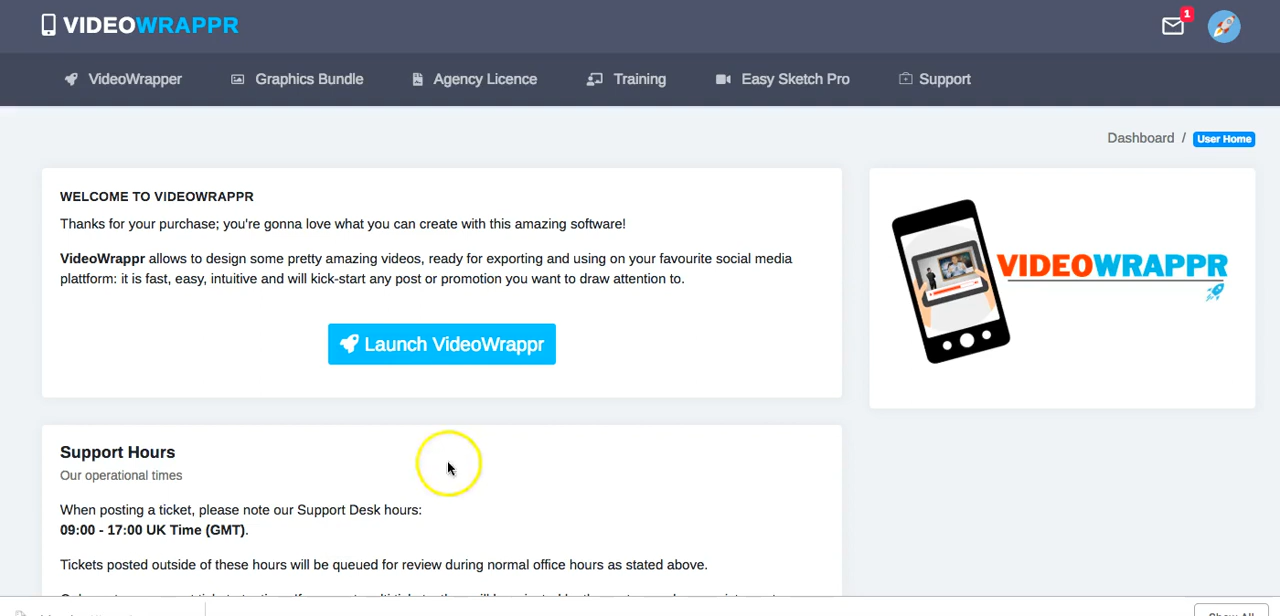 VIDEOWRAPPR
1
VideoWrapper Graphics Bundle Agency Licence Training Easy Sketch Pro Support
Dashboard / User Home
WELCOME TO VIDEOWRAPPR
Thanks for your purchase; you're gonna love what you can create with this amazing software!
VideoWrappr allows to design some pretty amazing videos, ready for exporting and using on your favourite social media
plattform: it is fast, easy, intuitive and will kick-start any post or promotion you want to draw attention to.
Launch VideoWrappr
VIDEOWRAPPR
Support Hours
Our operational times
When posting a ticket, please note our Support Desk hours:
09:00 - 17:00 UK Time (GMT).
Tickets posted outside of these hours will be queued for review during normal office hours as stated above.
Show All